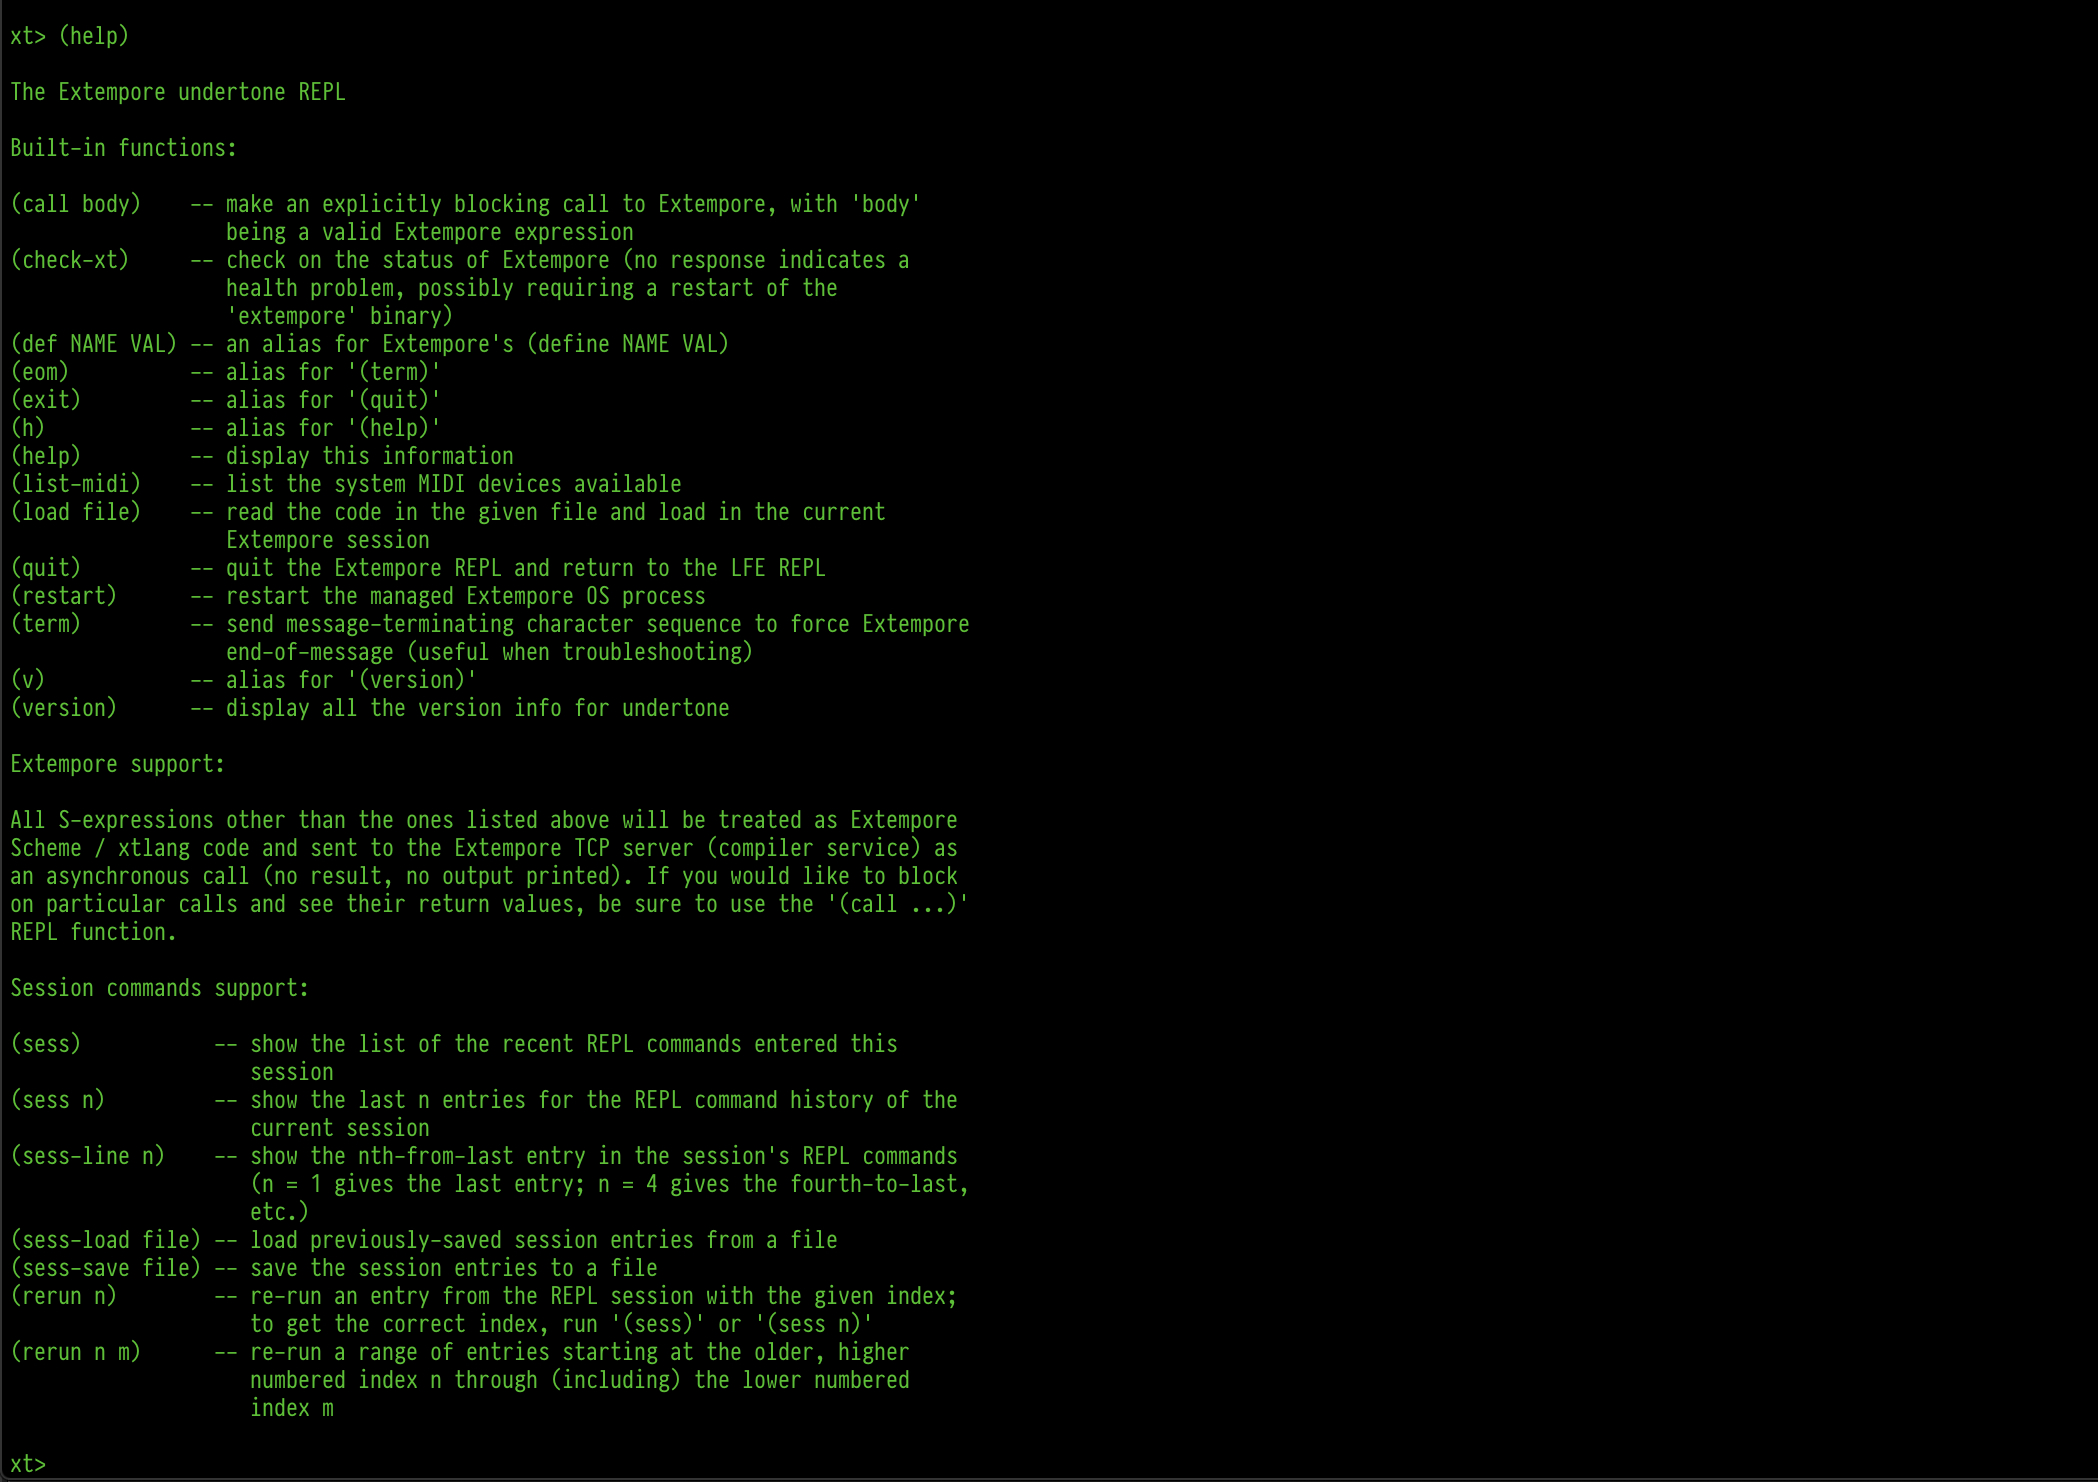 xt> (help)

The Extempore undertone REPL

Built-in functions:

(call body)    -- make an explicitly blocking call to Extempore, with 'body'
                  being a valid Extempore expression
(check-xt)     -- check on the status of Extempore (no response indicates a
                  health problem, possibly requiring a restart of the
                  'extempore' binary)
(def NAME VAL) -- an alias for Extempore's (define NAME VAL)
(eom)          -- alias for '(term)'
(exit)         -- alias for '(quit)'
(h)            -- alias for '(help)'
(help)         -- display this information
(list-midi)    -- list the system MIDI devices available
(load file)    -- read the code in the given file and load in the current
                  Extempore session
(quit)         -- quit the Extempore REPL and return to the LFE REPL
(restart)      -- restart the managed Extempore OS process
(term)         -- send message-terminating character sequence to force Extempore
                  end-of-message (useful when troubleshooting)
(v)            -- alias for '(version)'
(version)      -- display all the version info for undertone

Extempore support:

All S-expressions other than the ones listed above will be treated as Extempore
Scheme / xtlang code and sent to the Extempore TCP server (compiler service) as
an asynchronous call (no result, no output printed). If you would like to block
on particular calls and see their return values, be sure to use the '(call ...)'
REPL function.

Session commands support:

(sess)           -- show the list of the recent REPL commands entered this
                    session
(sess n)         -- show the last n entries for the REPL command history of the
                    current session
(sess-line n)    -- show the nth-from-last entry in the session's REPL commands
                    (n = 1 gives the last entry; n = 4 gives the fourth-to-last,
                    etc.)
(sess-load file) -- load previously-saved session entries from a file
(sess-save file) -- save the session entries to a file
(rerun n)        -- re-run an entry from the REPL session with the given index;
                    to get the correct index, run '(sess)' or '(sess n)'
(rerun n m)      -- re-run a range of entries starting at the older, higher
                    numbered index n through (including) the lower numbered
                    index m

xt>